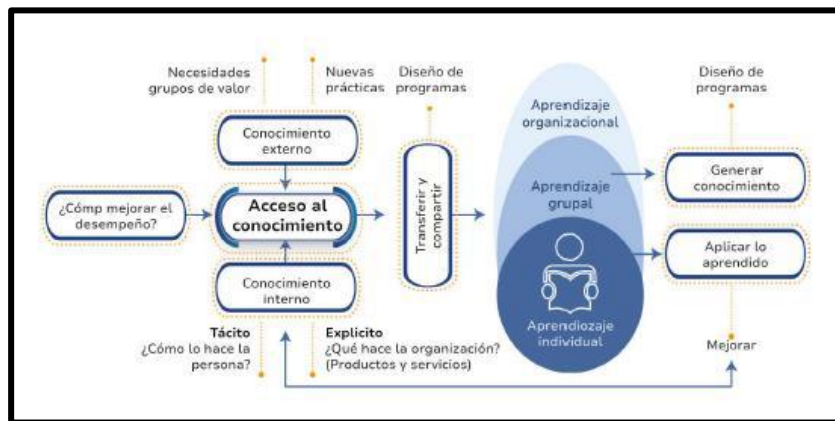 Necesidades
grupos de valor
Nuevas
prácticas
Diseño de
programas
Diseño de
programas
Conocimiento
externo
Aprendizaje
organizacional
Generar
conocimiento
¿Cómp mejorar el
desempeño?
Acceso al
conocimiento
Transferir y
compartir
Aprendizaje
grupal
Aplicar lo
aprendido
Conocimiento
interno
Aprendiozaje
individual
Tácito
¿Cómo lo hace la
persona?
Explicito
¿Qué hace la organización?
(Productos y servicios)
Mejorar